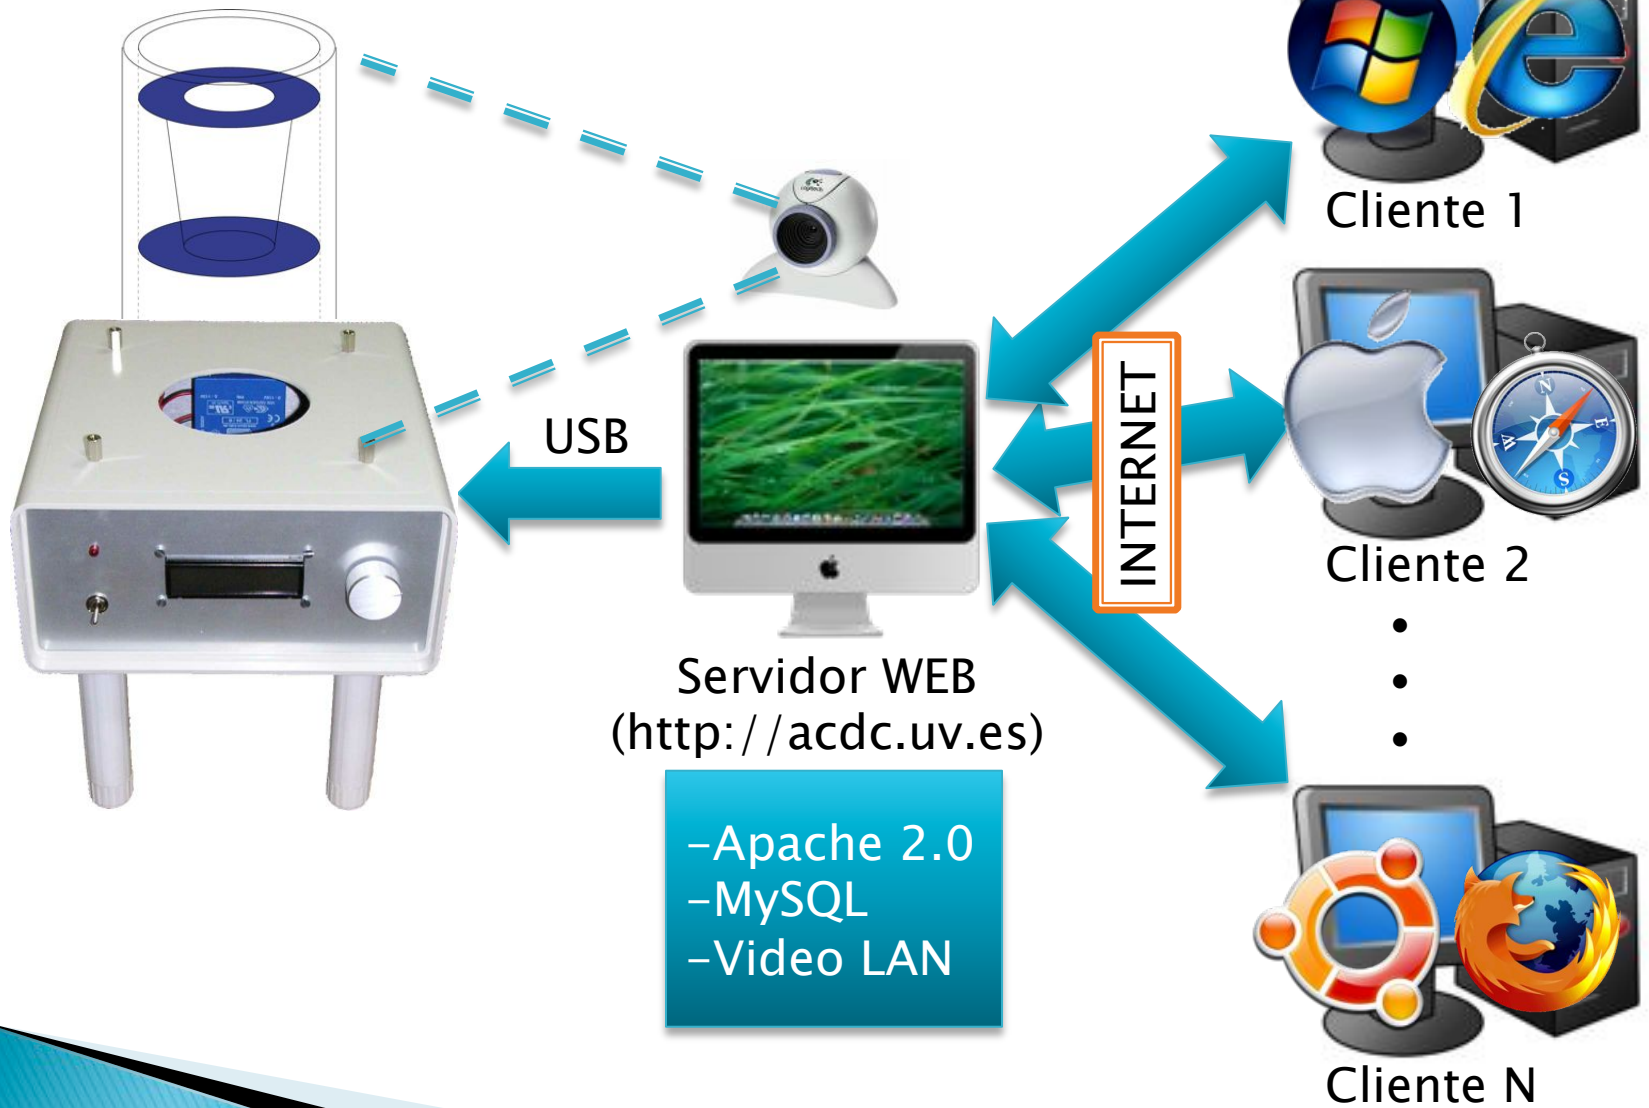 Logitech
Cliente 1
USB
INTERNET
Cliente 2
Servidor WEB
(http://acdc.uv.es)
-Apache 2.0
-MySQL
-Video LAN
Cliente N
N
E
S
W